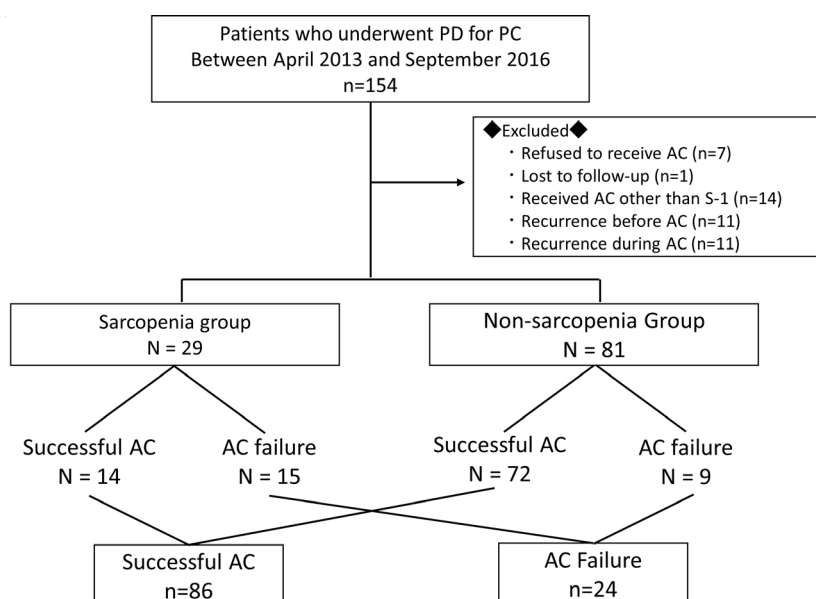 Patients who underwent PD for PC
Between April 2013 and September 2016
n=154
◆Excluded◆
・Refused to receive AC (n=7)
・Lost to follow-up (n=1)
・Received AC other than S-1 (n=14)
・Recurrence before AC (n=11)
・Recurrence during AC (n=11)
Sarcopenia group
N = 29
Non-sarcopenia Group
N = 81
Successful AC
N = 14
AC failure
N = 15
Successful AC
N = 72
AC failure
N = 9
Successful AC
n=86
AC Failure
n=24